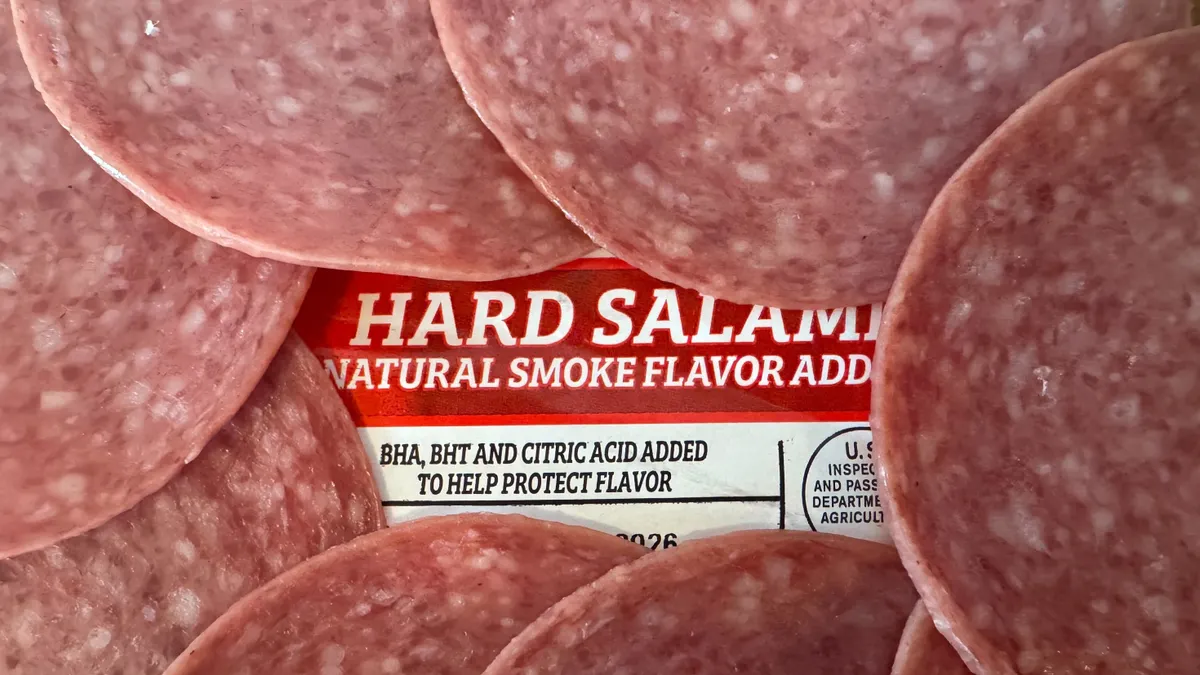 HARD SALAMI
NATURAL SMOKE FLAVOR ADD
BHA, BHT AND CITRIC ACID ADDED
TO HELP PROTECT FLAVOR
U.S
INSPEC
AND PASS
DEPARTME
AGRICULT
026